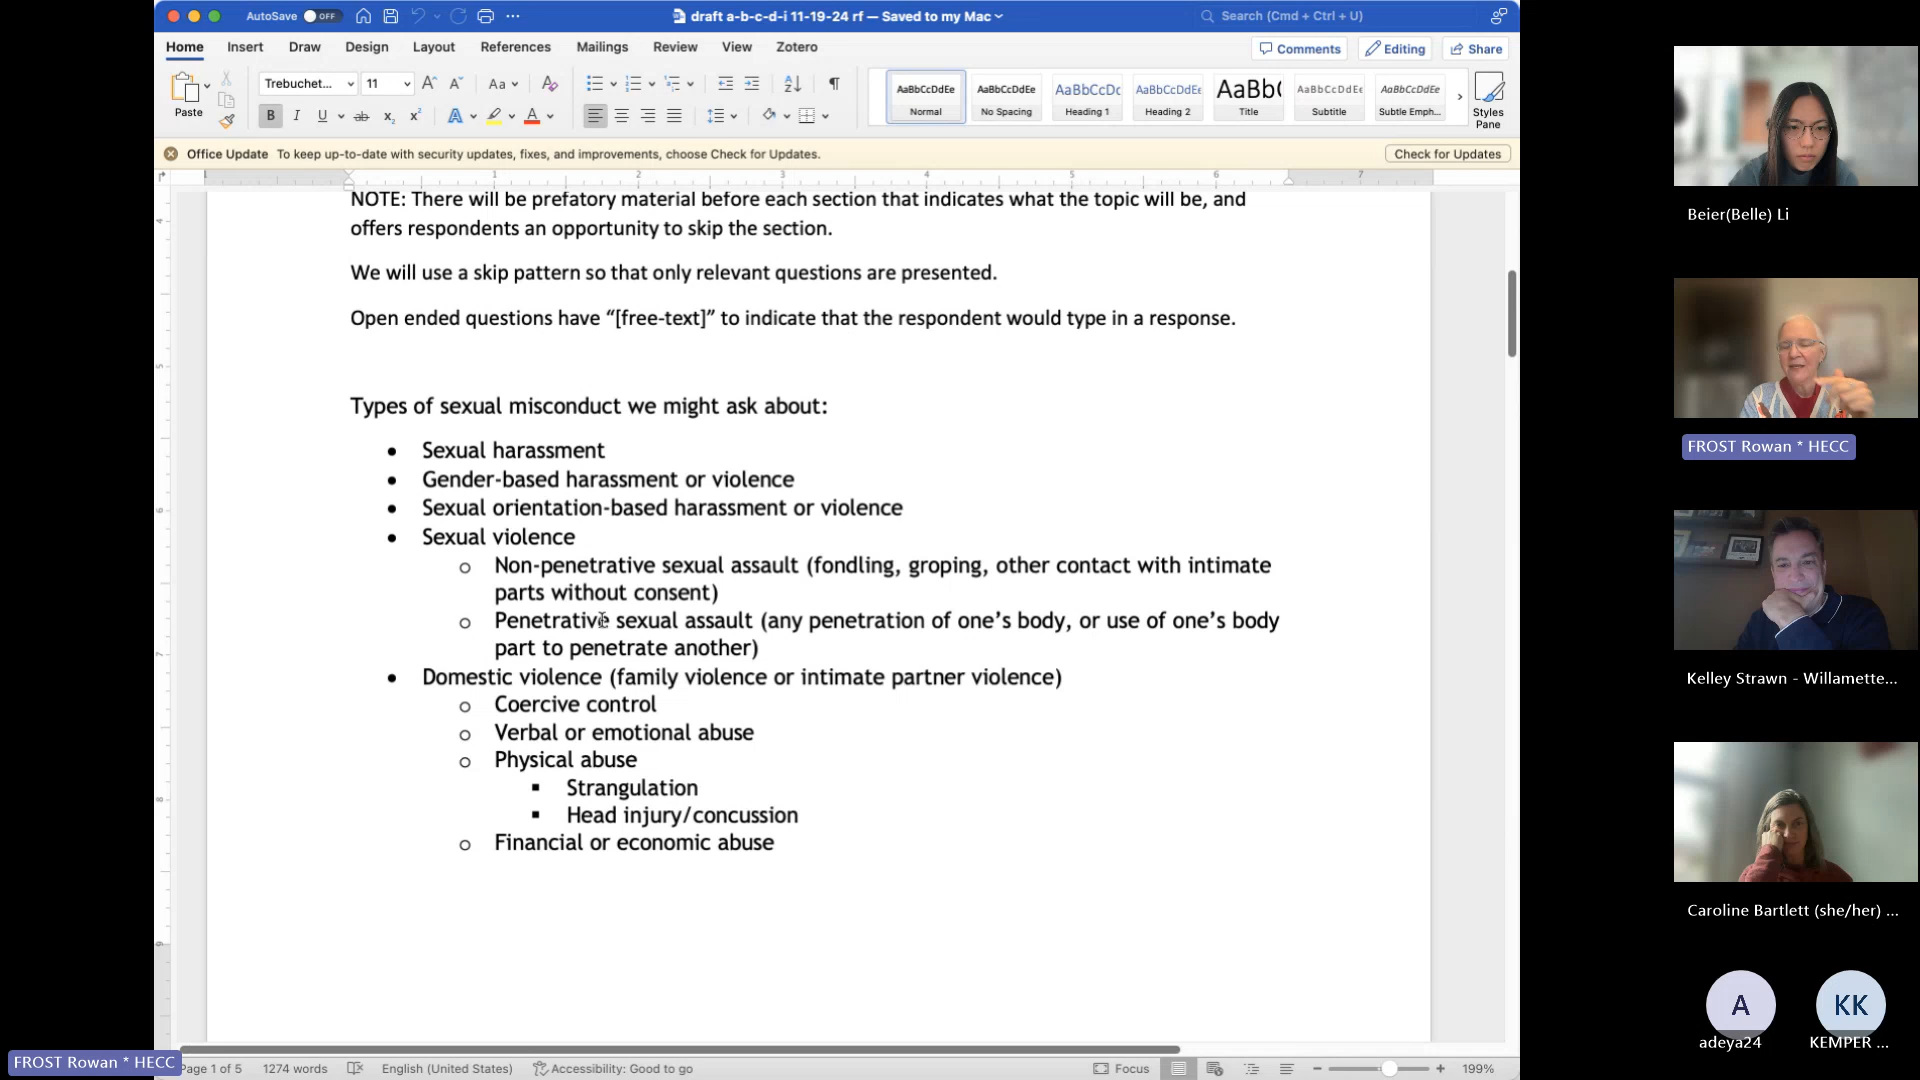 AutoSave OFF
draft a-b-c-d-i 11-19-24 rf — Saved to my Mac
Search (Cmd + Ctrl + U)
Home Insert Draw Design Layout References Mailings Review View Zotero
Comments Editing Share
Paste
Trebuchet... 11
AaBbCcDdEe Normal
AaBbCcDdEe No Spacing
AaBbCcDc Heading 1
AaBbCcDdEe Heading 2
AaBb( Title
AaBbCcDdEe Subtitle
AaBbCcDdEe Subtle Emph...
Styles Pane
Office Update To keep up-to-date with security updates, fixes, and improvements, choose Check for Updates.
Check for Updates
1 2 3 4 5 6 7
NOTE: There will be prefatory material before each section that indicates what the topic will be, and
offers respondents an opportunity to skip the section.
We will use a skip pattern so that only relevant questions are presented.
Open ended questions have “[free-text]” to indicate that the respondent would type in a response.
Types of sexual misconduct we might ask about:
• Sexual harassment
• Gender-based harassment or violence
• Sexual orientation-based harassment or violence
• Sexual violence
o Non-penetrative sexual assault (fondling, groping, other contact with intimate
parts without consent)
o Penetrative sexual assault (any penetration of one’s body, or use of one’s body
part to penetrate another)
• Domestic violence (family violence or intimate partner violence)
o Coercive control
o Verbal or emotional abuse
o Physical abuse
▪ Strangulation
▪ Head injury/concussion
o Financial or economic abuse
Page 1 of 5 1274 words English (United States) Accessibility: Good to go
Focus 199%
FROST Rowan * HECC
Beier(Belle) Li
FROST Rowan * HECC
Kelley Strawn - Willamette...
Caroline Bartlett (she/her) ...
A
adeya24
KK
KEMPER ...